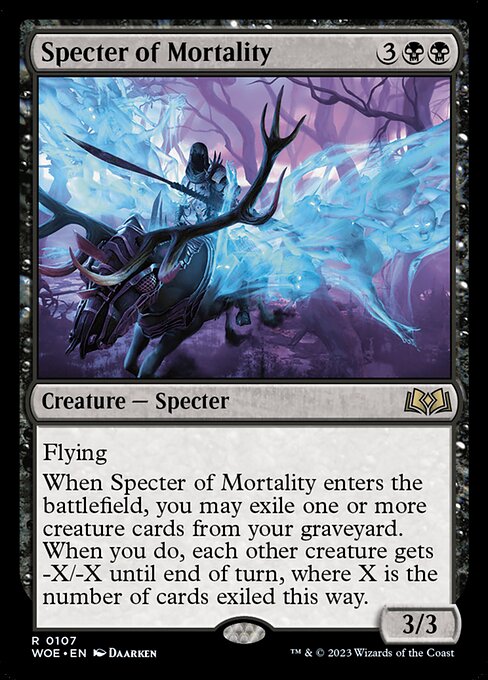 Specter of Mortality 3
Creature — Specter
Flying
When Specter of Mortality enters the
battlefield, you may exile one or more
creature cards from your graveyard.
When you do, each other creature gets
-X/-X until end of turn, where X is the
number of cards exiled this way.
3/3
R 0107
WOE • EN DAARKEN ™ & © 2023 Wizards of the Coast